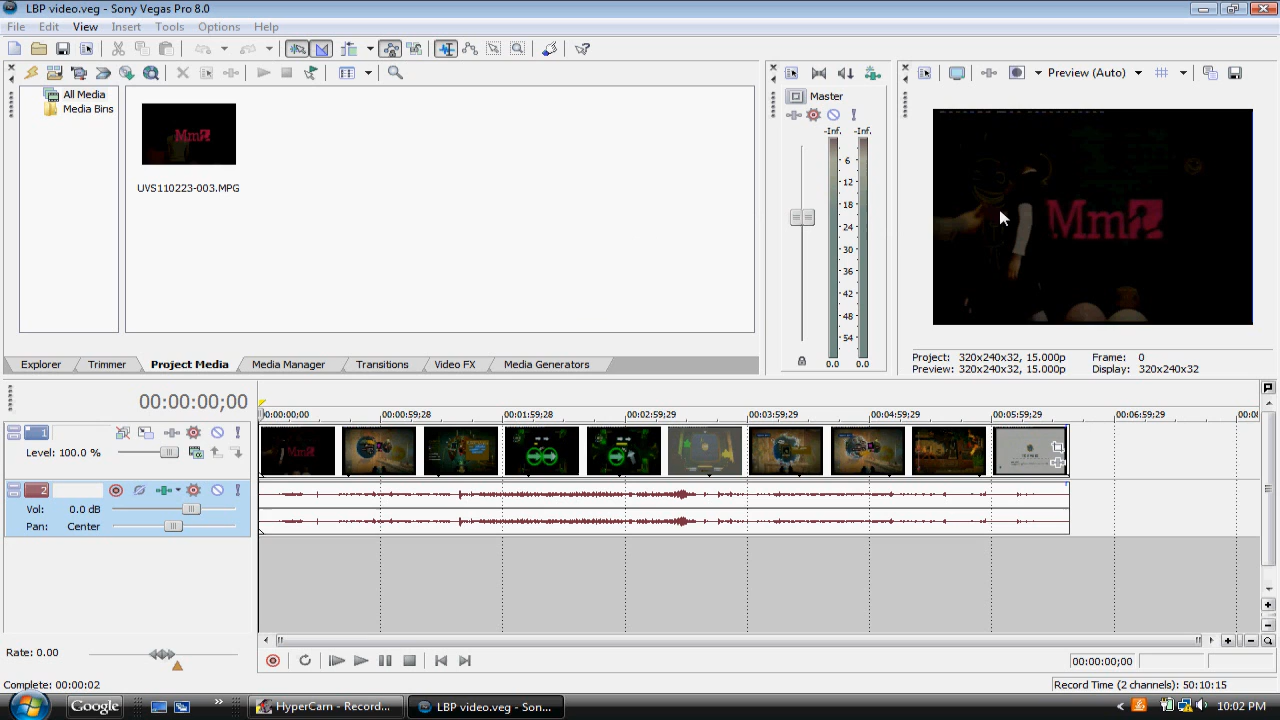 LBP video.veg - Sony Vegas Pro 8.0
File Edit View Insert Tools Options Help
All Media
Media Bins
UVS110223-003.MPG
Explorer Trimmer Project Media Media Manager Transitions Video FX Media Generators
Master
-Inf. -Inf.
6
12
18
24
30
36
42
48
54
0.0 0.0
Preview (Auto)
Mm
Project: 320x240x32, 15.000p Frame: 0
Preview: 320x240x32, 15.000p Display: 320x240x32
00:00:00;00
00:00:00;00 00:00:59;28 00:01:59;28 00:02:59;29 00:03:59;29 00:04:59;29 00:05:59;29 00:06:59;29
1
Level: 100.0 %
2
Vol: 0.0 dB
Pan: Center
Rate: 0.00
00:00:00;00
Complete: 00:00:02
Record Time (2 channels): 50:10:15
Google HyperCam - Record... LBP video.veg - Son... 10:02 PM